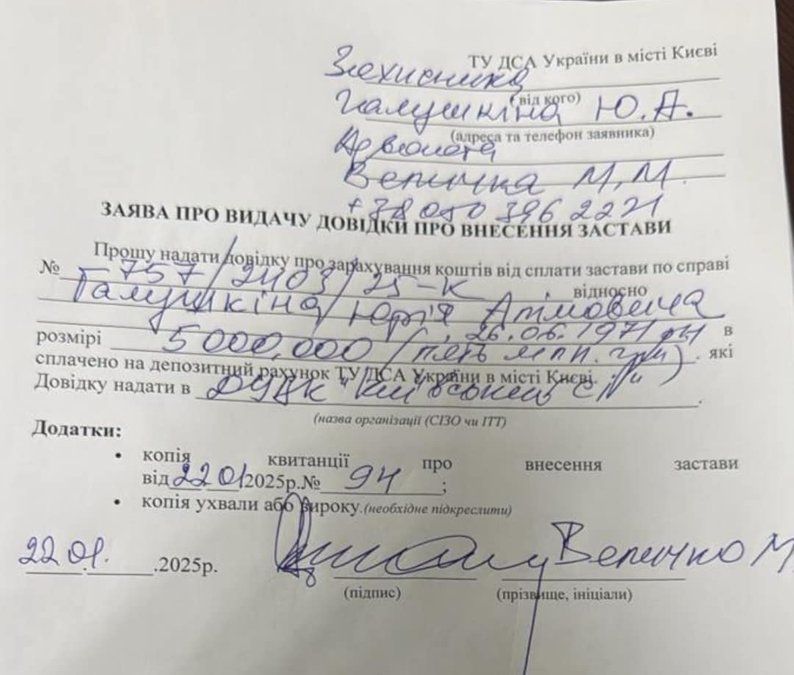 ТУ ДСА України в місті Києві
Захисника
(від кого)
Галушкіна Ю.А.
(адреса та телефон заявника)
Адвоката
Величка М.М.
+38 050 396 2271
ЗАЯВА ПРО ВИДАЧУ ДОВІДКИ ПРО ВНЕСЕННЯ ЗАСТАВИ
Прошу надати довідку про зарахування коштів від сплати застави по справі
№ 757/2403/25-к відносно
Галушкіна Юрія Атімовича
26.06.1971 рн в
розмірі 5 000,000 (п'ять млн. грн) які
сплачено на депозитний рахунок ТУ ДСА України в місті Києві.
Довідку надати в "Київський СІ"
(назва організації (СІЗО чи ІТТ)
Додатки:
• копія квитанції про внесення застави
від 22 01 2025р.№ 94 ;
• копія ухвали або вироку.(необхідне підкреслити)
22 01. .2025р. Величко М
(підпис) (прізвище, ініціали)